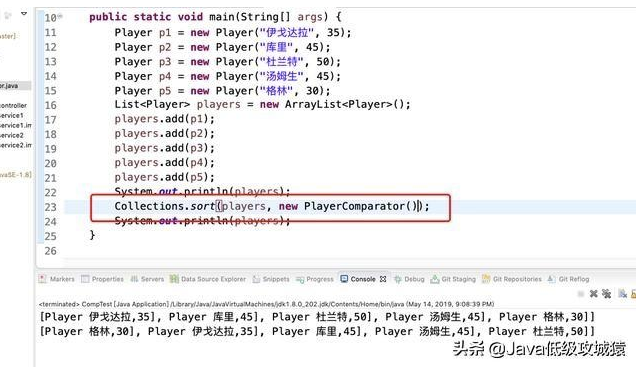 10 public static void main(String[] args) {
11 Player p1 = new Player("伊戈达拉", 35);
12 Player p2 = new Player("库里", 45);
13 Player p3 = new Player("杜兰特", 50);
14 Player p4 = new Player("汤姆生", 45);
15 Player p5 = new Player("格林", 30);
16 List<Player> players = new ArrayList<Player>();
17 players.add(p1);
18 players.add(p2);
19 players.add(p3);
20 players.add(p4);
21 players.add(p5);
22 System.out.println(players);
23 Collections.sort(players, new PlayerComparator());
24 System.out.println(players);
25 }
26
aster]
er.java
controller
service1
service1.im
service2
service2.im
vaSE-1.8]
Markers Properties Servers Data Source Explorer Snippets Progress Console Debug Git Staging Git Repositories Git Reflog
<terminated> CompTest [Java Application] /Library/Java/JavaVirtualMachines/jdk1.8.0_202.jdk/Contents/Home/bin/java (May 14, 2019, 9:08:39 PM)
[Player 伊戈达拉,35], Player 库里,45], Player 杜兰特,50], Player 汤姆生,45], Player 格林,30]]
[Player 格林,30], Player 伊戈达拉,35], Player 库里,45], Player 汤姆生,45], Player 杜兰特,50]]
头条 @Java低级攻城猿